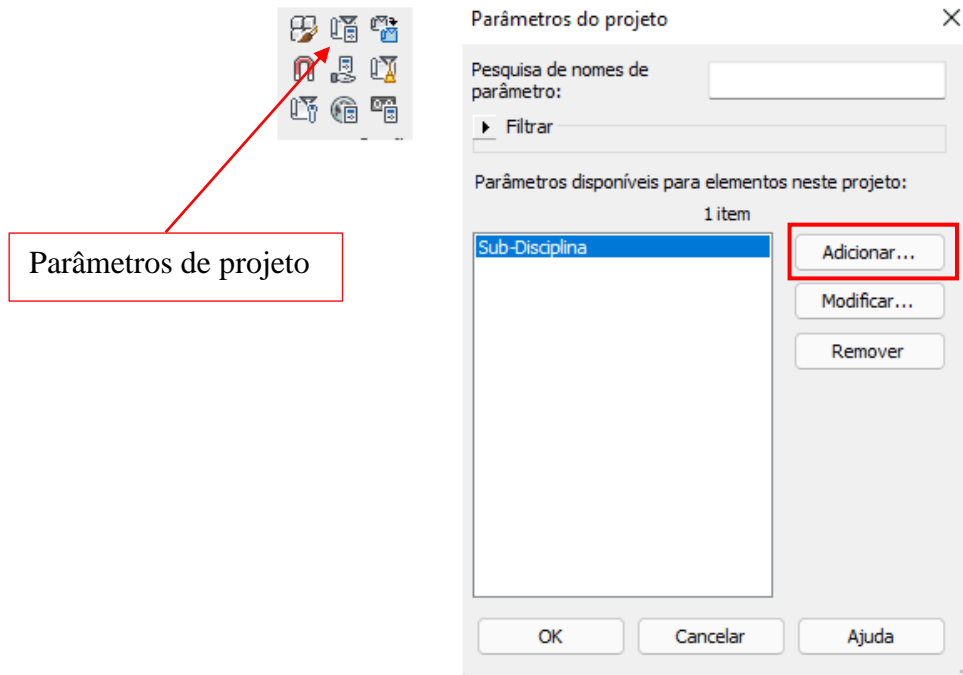 Parâmetros do projeto
Pesquisa de nomes de
parâmetro:
Filtrar
Parâmetros disponíveis para elementos neste projeto:
1 item
Sub-Disciplina
Adicionar...
Modificar...
Remover
OK
Cancelar
Ajuda
Parâmetros de projeto